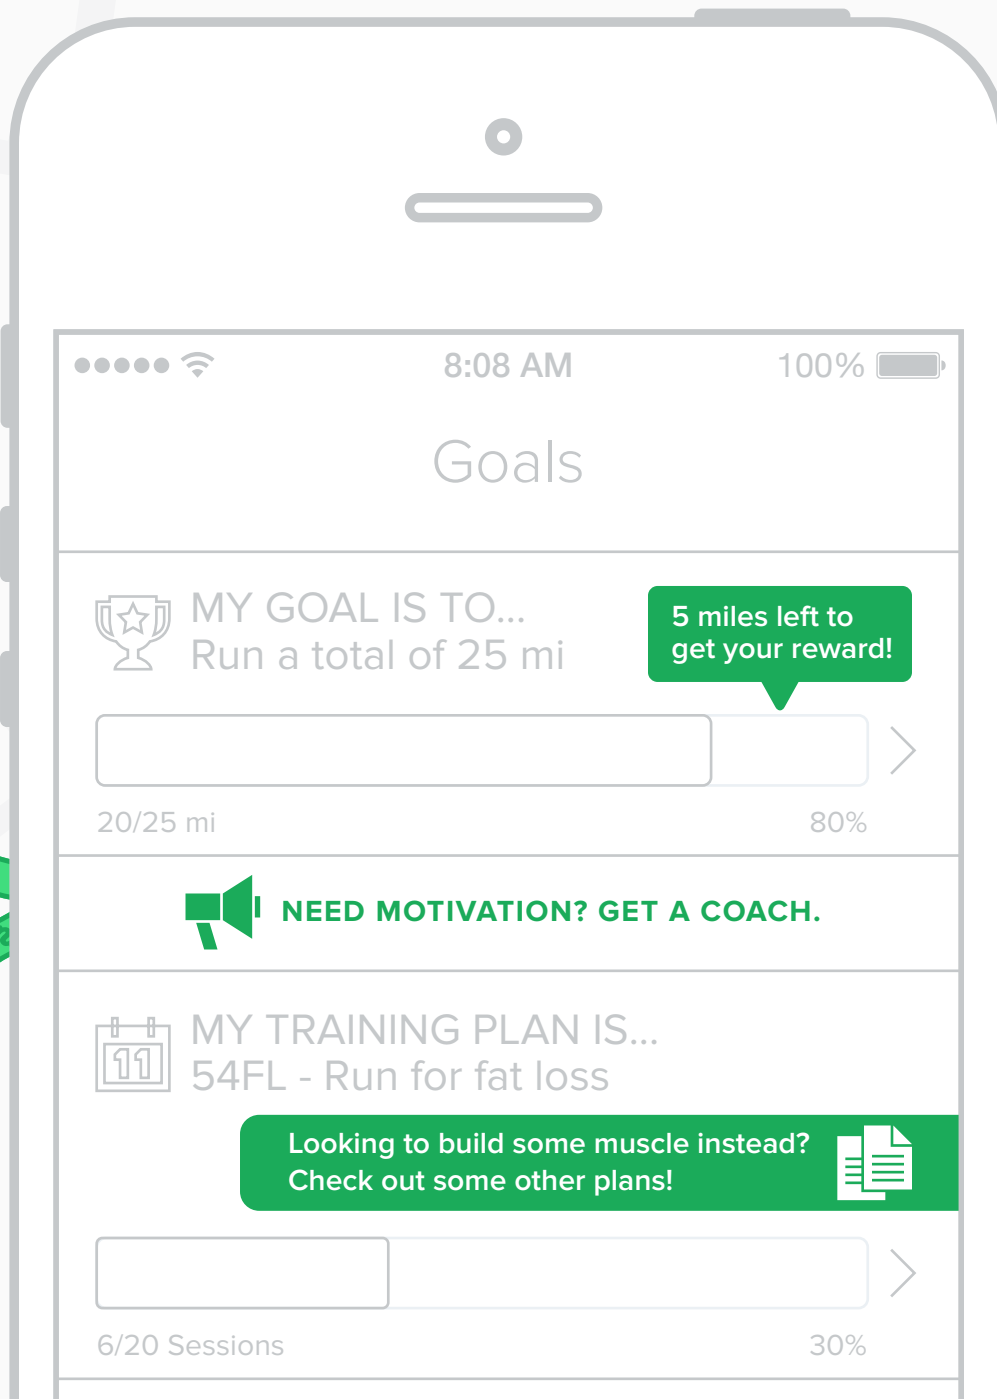 8:08 AM 100%
Goals
MY GOAL IS TO...
Run a total of 25 mi
5 miles left to
get your reward!
20/25 mi 80%
NEED MOTIVATION? GET A COACH.
11
MY TRAINING PLAN IS...
54FL - Run for fat loss
Looking to build some muscle instead?
Check out some other plans!
6/20 Sessions 30%